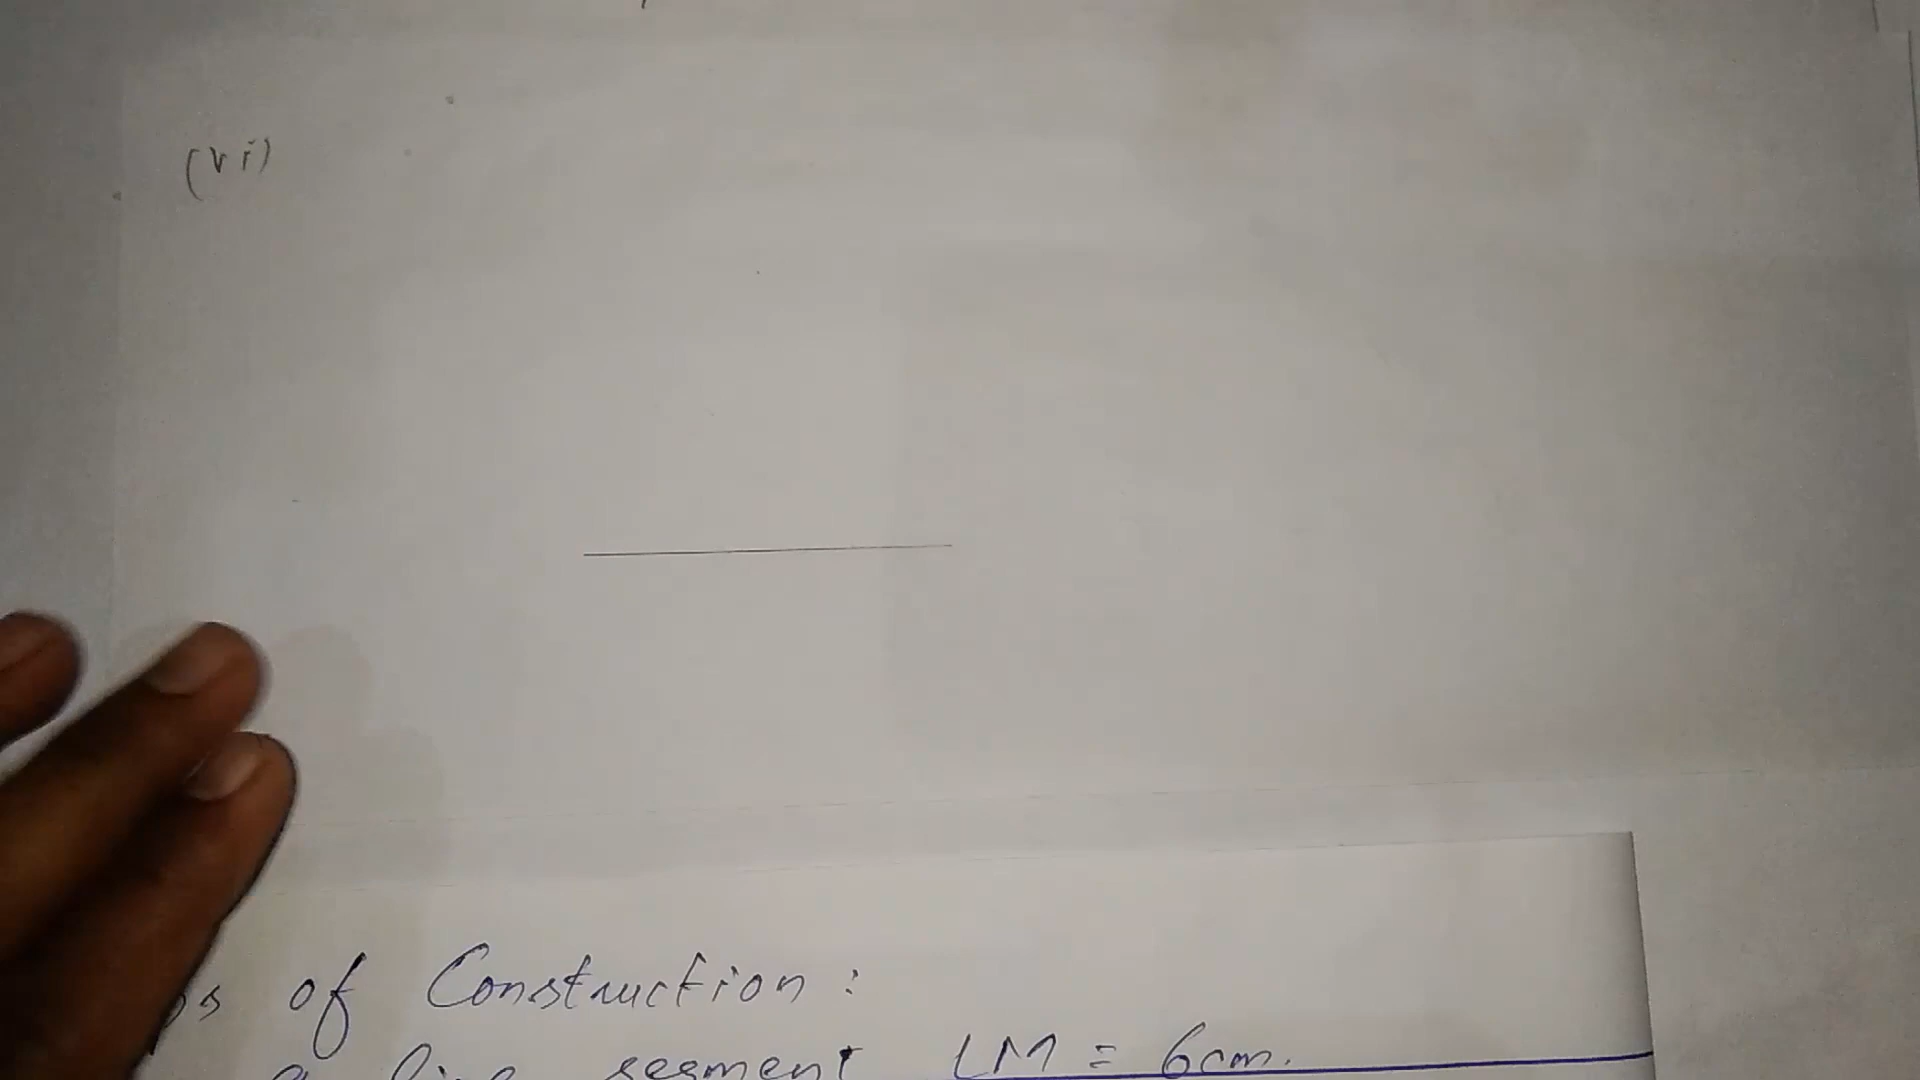 (vi)
of Construction:
segment LM = 6cm.